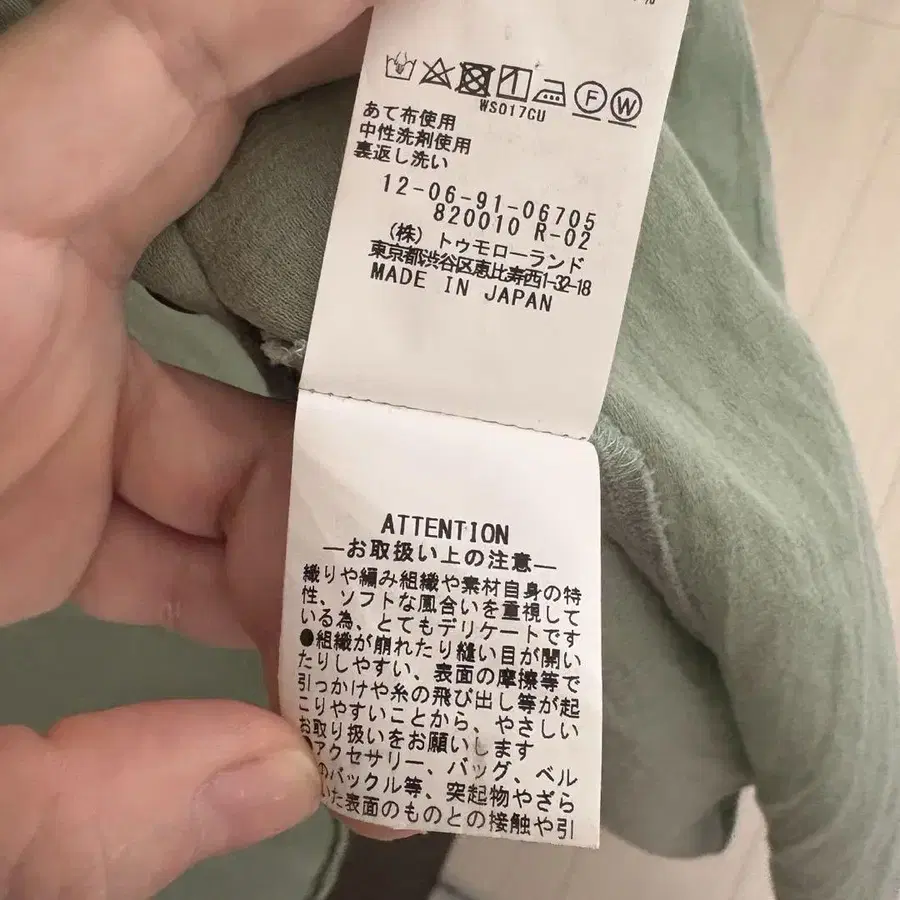 %
F W
WS017CU
あて布使用
中性洗剤使用
裏返し洗い
12-06-91-06705
820010 R-02
(株) トゥモローランド
東京都渋谷区恵比寿西1-32-18
MADE IN JAPAN
ATTENTION
―お取扱い上の注意―
織りや編み組織や素材自身の特
性、ソフトな風合いを重視して
いる為、とてもデリケートです
●組織が崩れたり縫い目が開い
たりしやすい、表面の摩擦等で
引っかけや糸の飛び出し等が起
こりやすいことから、やさしい
お取り扱いをお願いします
●アクセサリー、バッグ、ベル
のバックル等、突起物やざら
いた表面のものとの接触や引